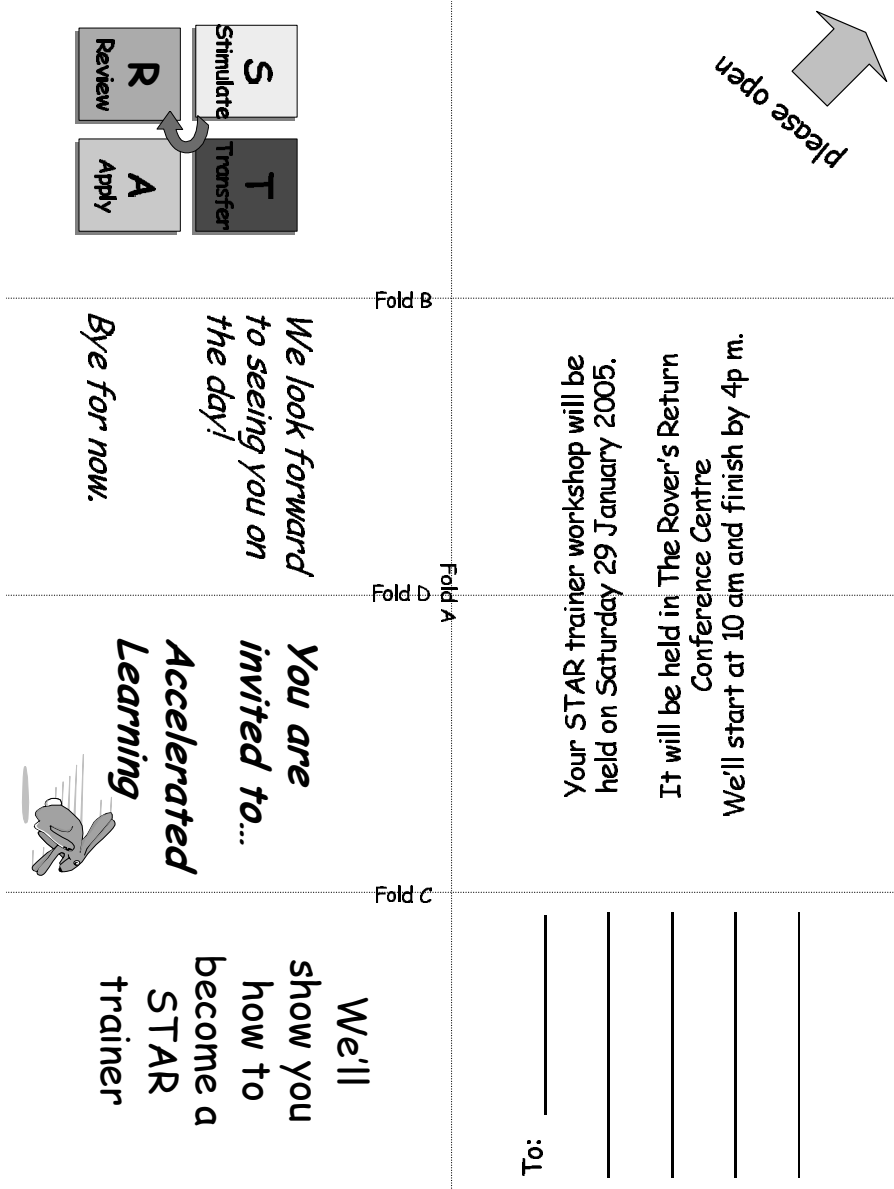 please open
S
Stimulate
T
Transfer
R
Review
A
Apply
Fold B
We look forward
to seeing you on
the day!
Bye for now.
Your STAR trainer workshop will be
held on Saturday 29 January 2005.
It will be held in The Rover's Return
Conference Centre
We'll start at 10 am and finish by 4p m.
Fold A
Fold D
You are
invited to...
Accelerated
Learning
Fold C
We'll
show you
how to
become a
STAR
trainer
To: